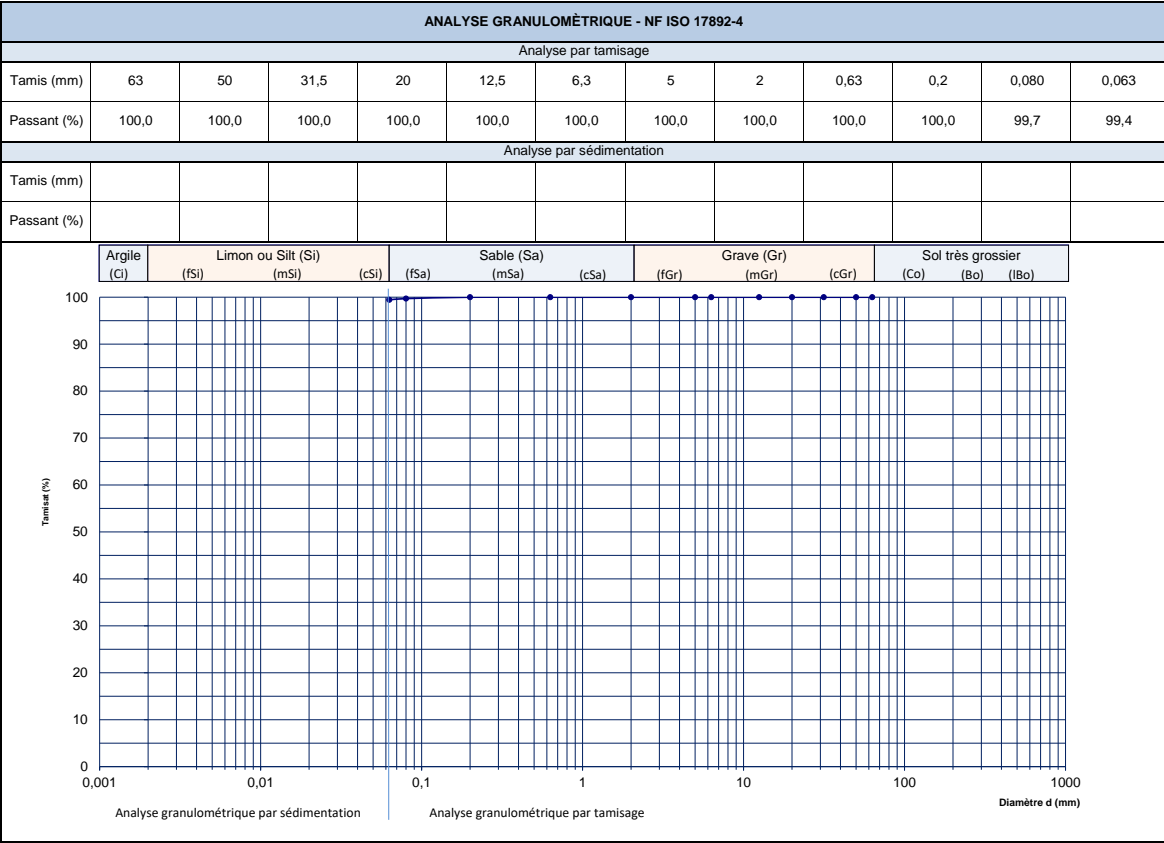 ANALYSE GRANULOMÈTRIQUE - NF ISO 17892-4
Analyse par tamisage
Tamis (mm) 63 50 31,5 20 12,5 6,3 5 2 0,63 0,2 0,080 0,063
Passant (%) 100,0 100,0 100,0 100,0 100,0 100,0 100,0 100,0 100,0 100,0 99,7 99,4
Analyse par sédimentation
Tamis (mm)
Passant (%)
Argile Limon ou Silt (Si) Sable (Sa) Grave (Gr) Sol très grossier
(Ci) (fSi) (mSi) (cSi) (fSa) (mSa) (cSa) (fGr) (mGr) (cGr) (Co) (Bo) (lBo)
100
90
80
70
60
50
40
30
20
10
0
Tamisat (%)
0,001 0,01 0,1 1 10 100 1000
Diamètre d (mm)
Analyse granulométrique par sédimentation Analyse granulométrique par tamisage